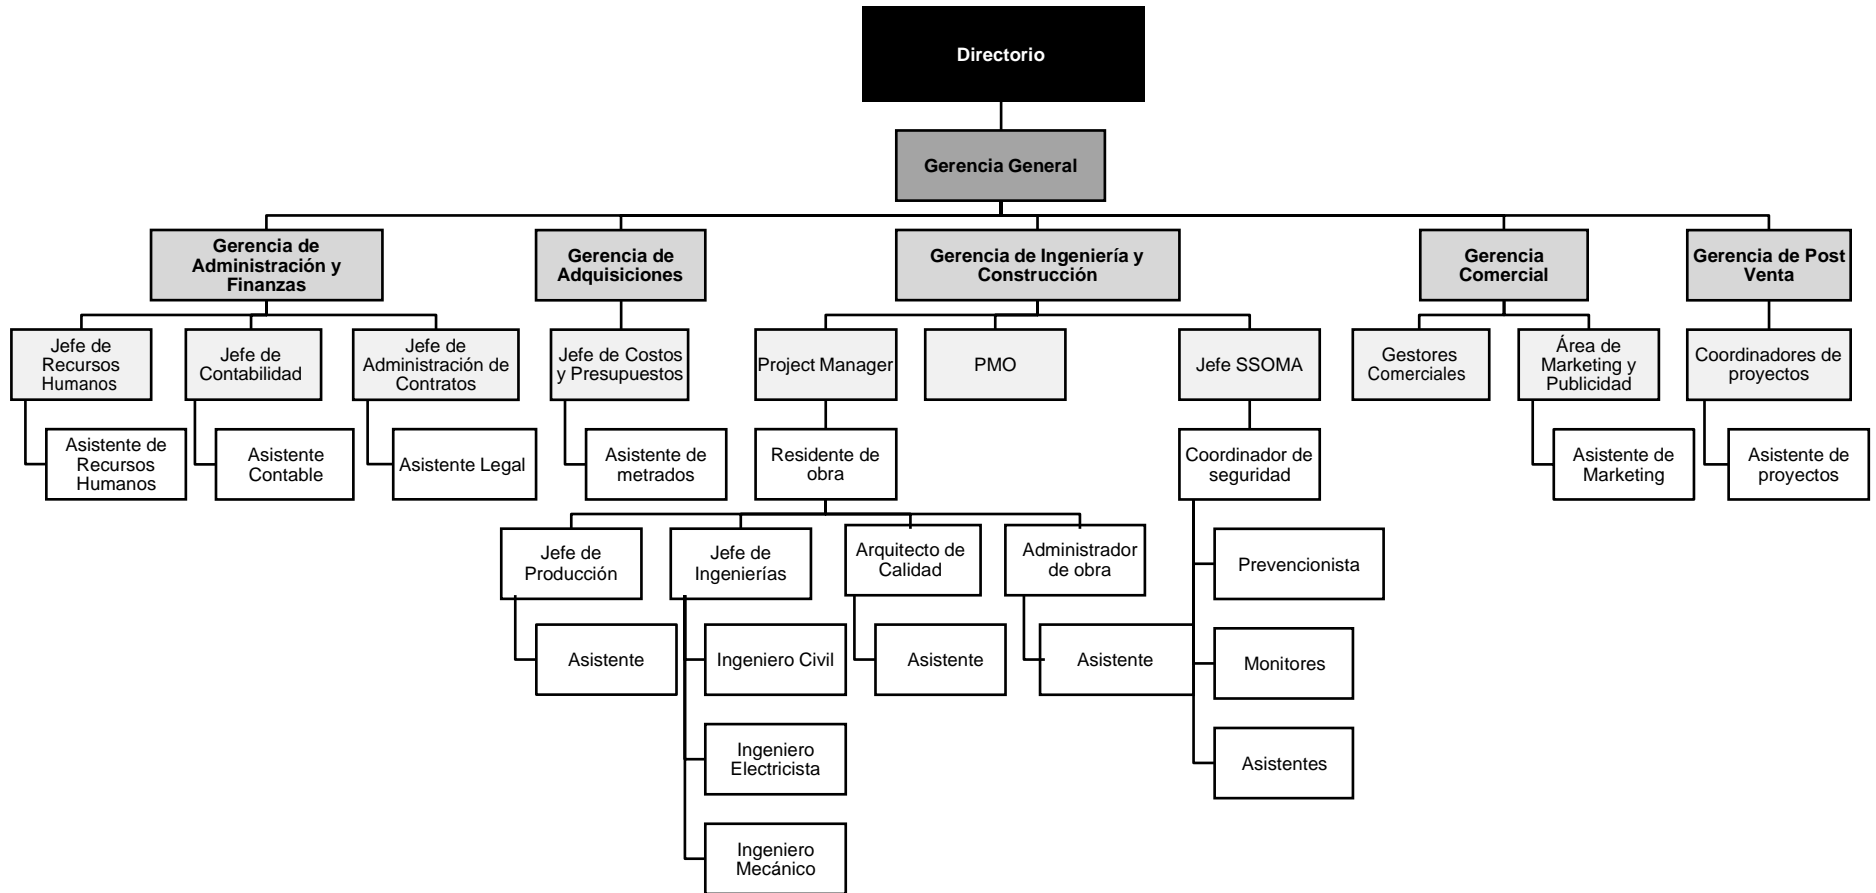 Directorio
Gerencia General
Gerencia de
Administración y
Finanzas
Gerencia de
Adquisiciones
Gerencia de Ingeniería y
Construcción
Gerencia
Comercial
Gerencia de Post
Venta
Jefe de
Recursos
Humanos
Jefe de
Contabilidad
Jefe de
Administración de
Contratos
Jefe de Costos
y Presupuestos
Project Manager
PMO
Jefe SSOMA
Gestores
Comerciales
Área de
Marketing y
Publicidad
Coordinadores de
proyectos
Asistente de
Recursos
Humanos
Asistente
Contable
Asistente Legal
Asistente de
metrados
Residente de
obra
Coordinador de
seguridad
Asistente de
Marketing
Asistente de
proyectos
Jefe de
Producción
Jefe de
Ingenierías
Arquitecto de
Calidad
Administrador
de obra
Prevencionista
Asistente
Ingeniero Civil
Asistente
Asistente
Monitores
Ingeniero
Electricista
Asistentes
Ingeniero
Mecánico